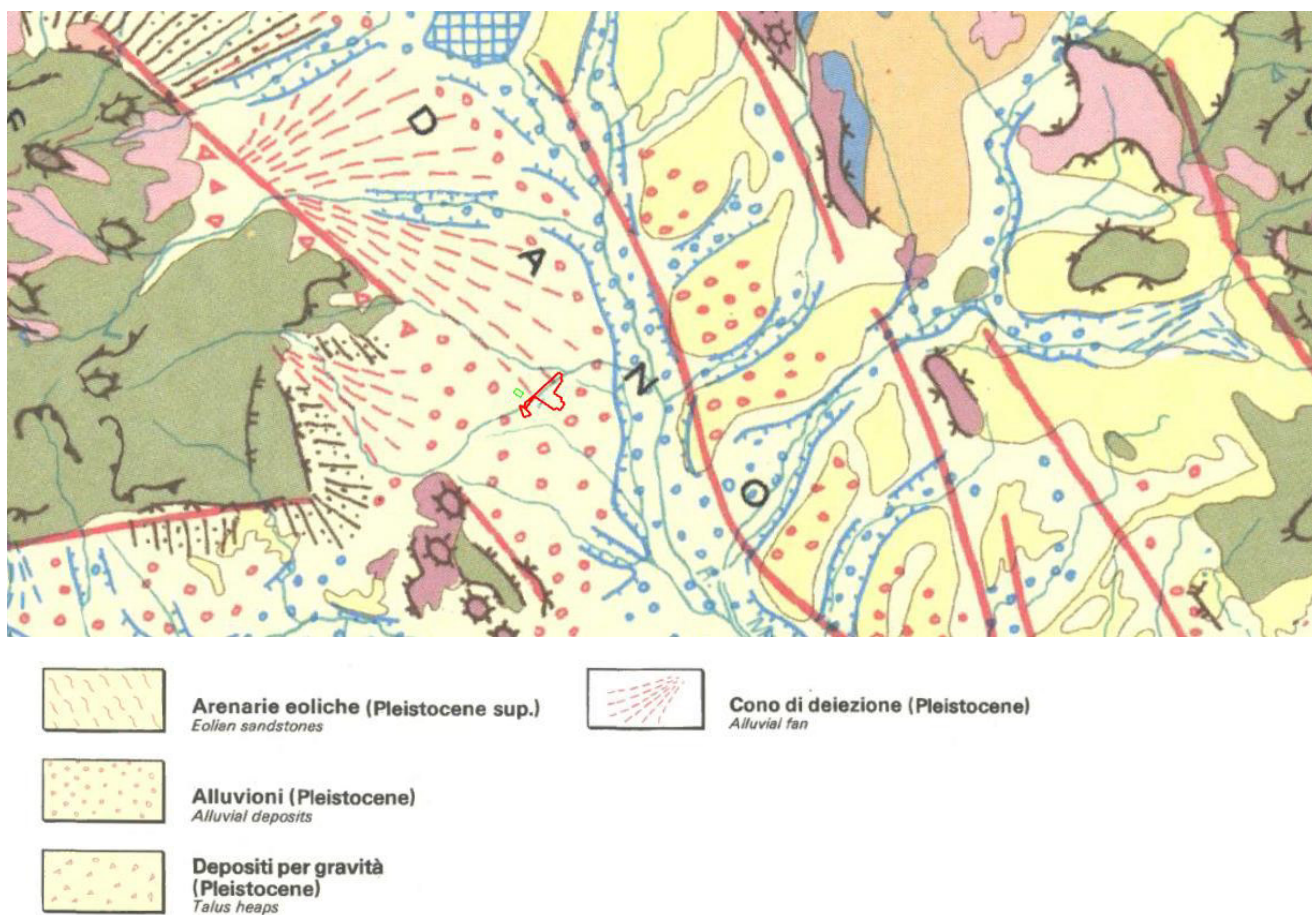 D
A
N
O
Arenarie eoliche (Pleistocene sup.)
Eolian sandstones
Cono di deiezione (Pleistocene)
Alluvial fan
Alluvioni (Pleistocene)
Alluvial deposits
Depositi per gravità
(Pleistocene)
Talus heaps